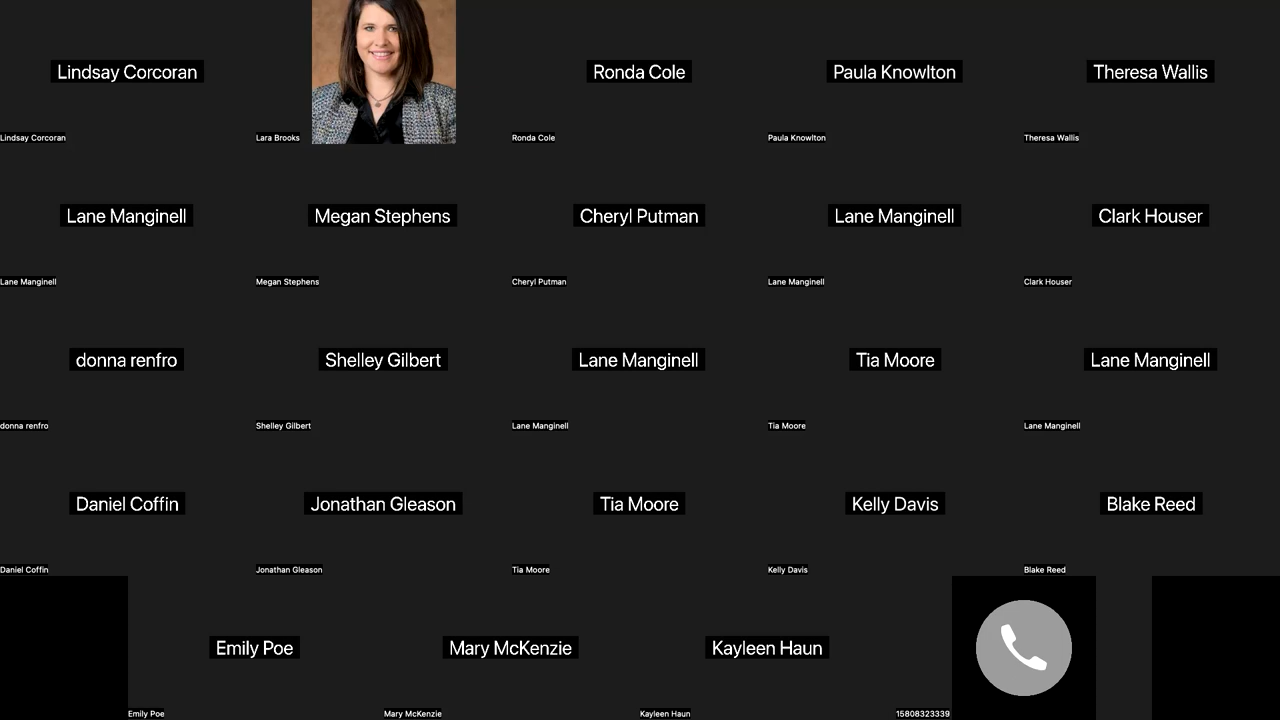 Lindsay Corcoran
Ronda Cole
Paula Knowlton
Theresa Wallis
Lindsay Corcoran
Lara Brooks
Ronda Cole
Paula Knowlton
Theresa Wallis
Lane Manginell
Megan Stephens
Cheryl Putman
Lane Manginell
Clark Houser
Lane Manginell
Megan Stephens
Cheryl Putman
Lane Manginell
Clark Houser
donna renfro
Shelley Gilbert
Lane Manginell
Tia Moore
Lane Manginell
donna renfro
Shelley Gilbert
Lane Manginell
Tia Moore
Lane Manginell
Daniel Coffin
Jonathan Gleason
Tia Moore
Kelly Davis
Blake Reed
Daniel Coffin
Jonathan Gleason
Tia Moore
Kelly Davis
Blake Reed
Emily Poe
Mary McKenzie
Kayleen Haun
Emily Poe
Mary McKenzie
Kayleen Haun
15808323339